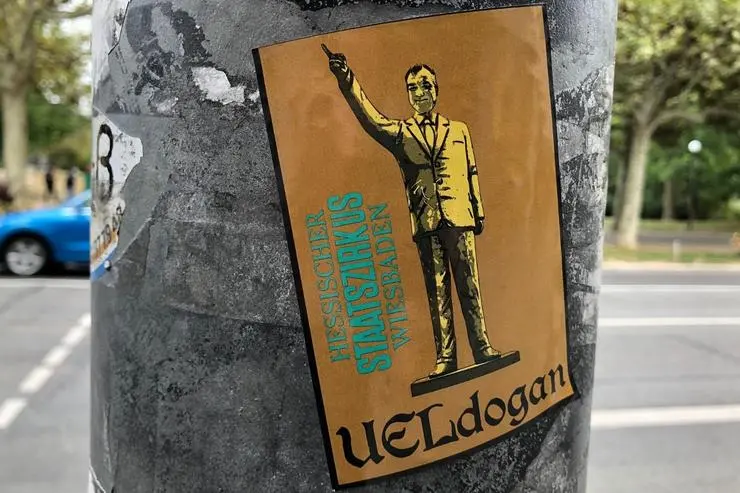 HESSISCHER
STAATSZIRKUS
WIESBADEN
UELdogan
B